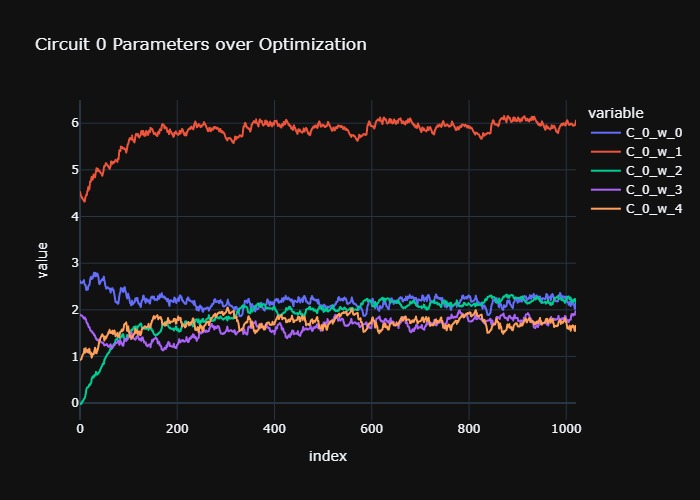 Circuit 0 Parameters over Optimization
variable
C_0_w_0
C_0_w_1
C_0_w_2
C_0_w_3
C_0_w_4
value
6
5
4
3
2
1
0
0 200 400 600 800 1000
index